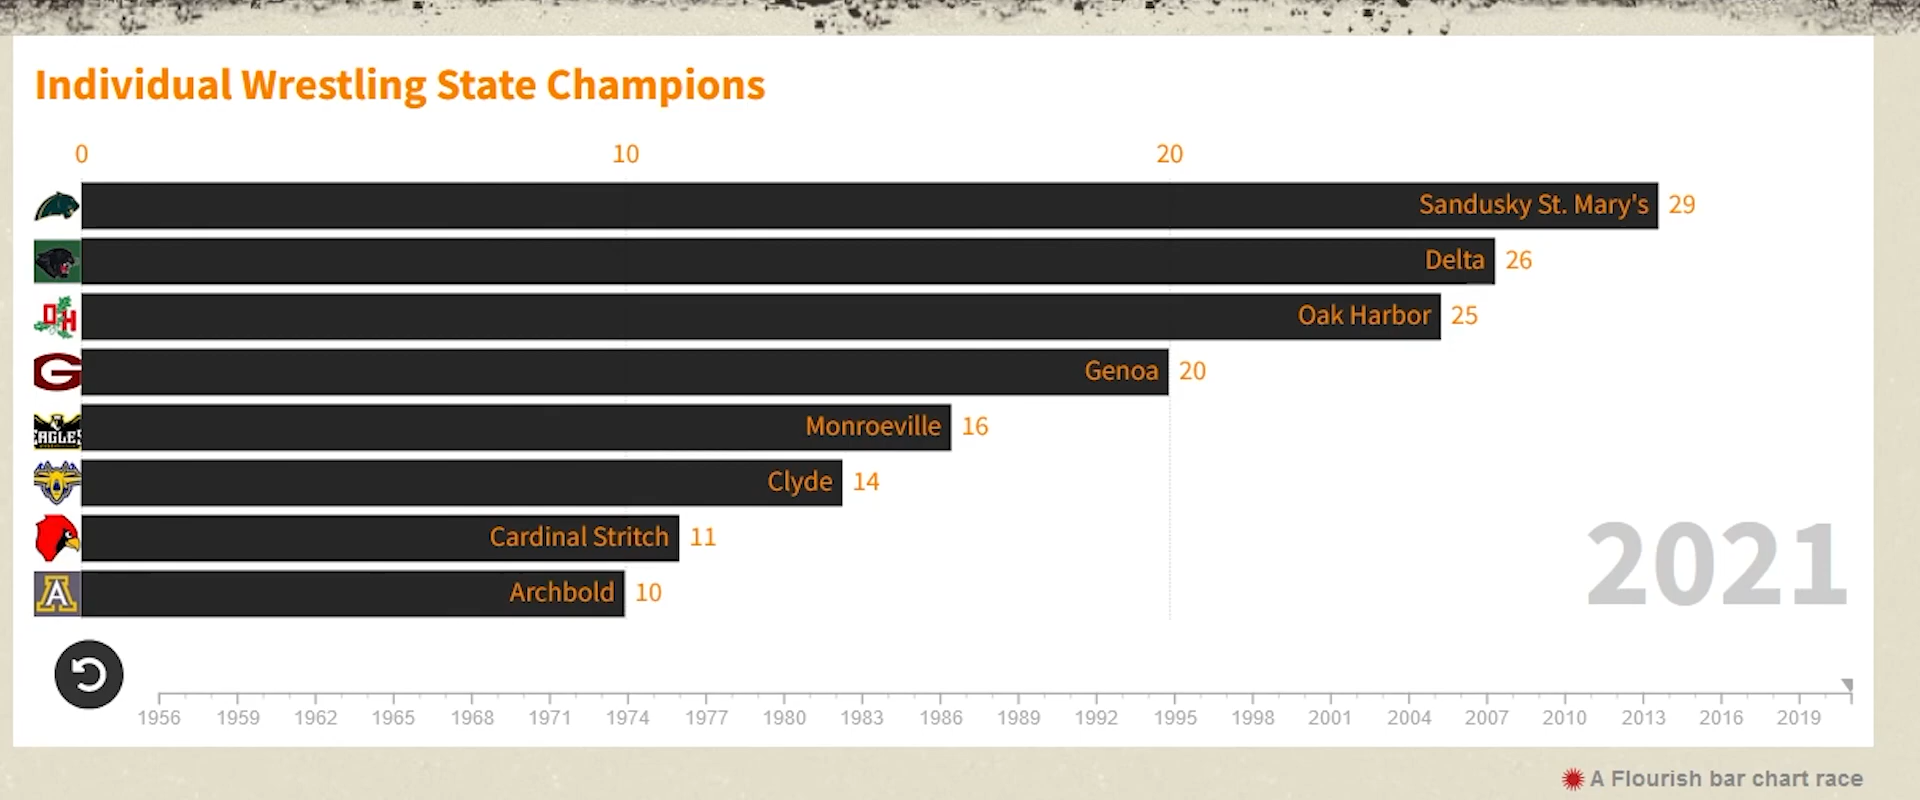 Individual Wrestling State Champions
0 10 20
Sandusky St. Mary's 29
Delta 26
OH
Oak Harbor 25
G
Genoa 20
EAGLES
Monroeville 16
Clyde 14
Cardinal Stritch 11
A
Archbold 10
2021
1956 1959 1962 1965 1968 1971 1974 1977 1980 1983 1986 1989 1992 1995 1998 2001 2004 2007 2010 2013 2016 2019
A Flourish bar chart race